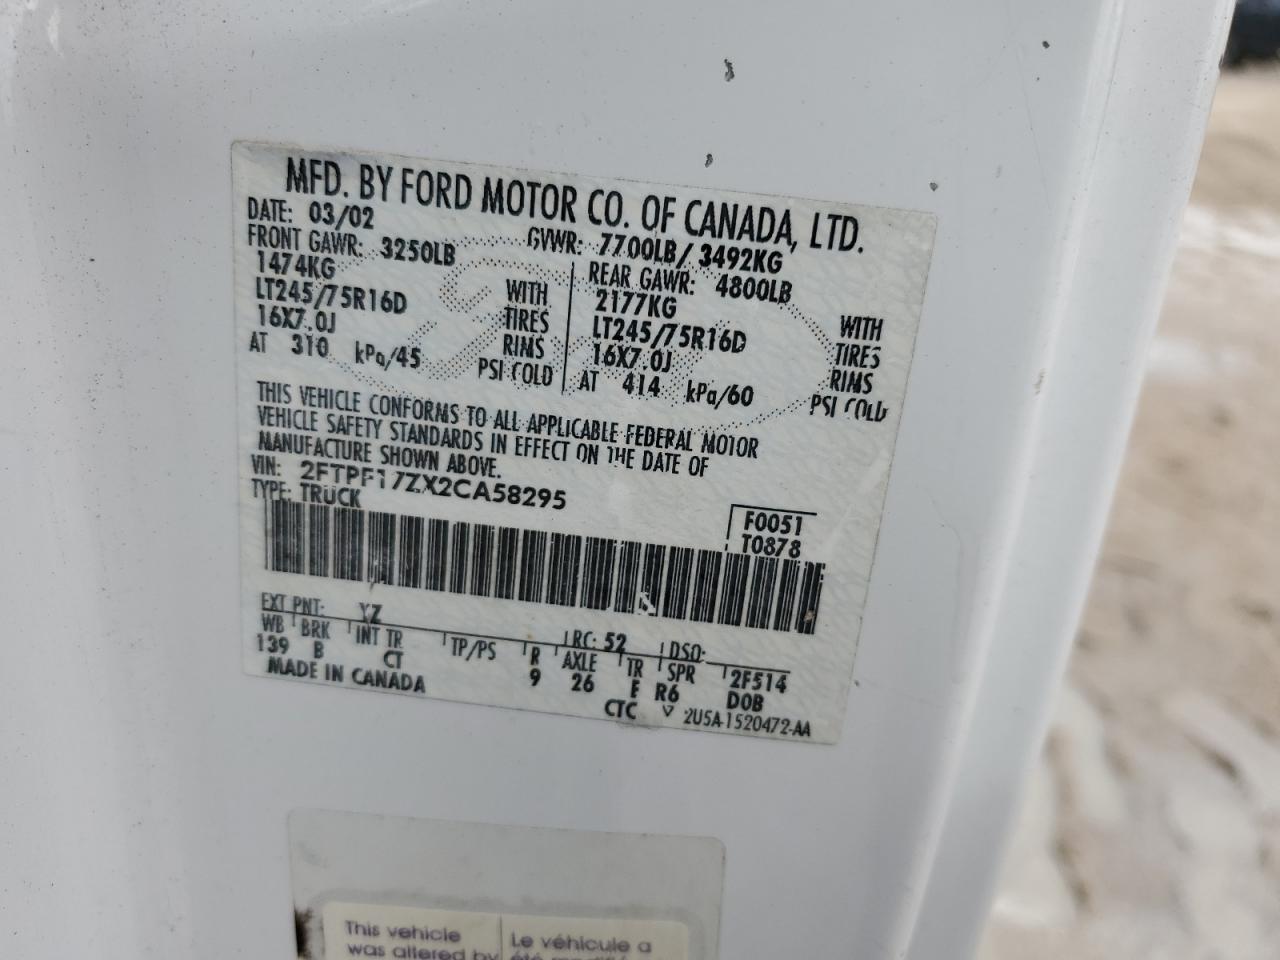 MFD. BY FORD MOTOR CO. OF CANADA, LTD.
DATE: 03/02 GVWR: 7700LB/ 3492KG
FRONT GAWR: 3250LB REAR GAWR: 4800LB
1474KG WITH 2177KG WITH
LT245/75R16D TIRES LT245/75R16D TIRES
16X7.0J RIMS 16X7.0J RIMS
AT 310 kPa/45 PSI COLD AT 414 kPa/60 PSI COLD
THIS VEHICLE CONFORMS TO ALL APPLICABLE FEDERAL MOTOR
VEHICLE SAFETY STANDARDS IN EFFECT ON THE DATE OF
MANUFACTURE SHOWN ABOVE.
VIN: 2FTPF17ZX2CA58295
TYPE: TRUCK
F0051
T0878
EXT PNT: YZ RC: 52 DSO:
WB BRK INT TR TP/PS R AXLE TR SPR 2F514
139 B CT 9 26 E R6 DOB
MADE IN CANADA CTC ▽ 2U5A-1520472-AA
This vehicle Le véhicule a
was altered by été